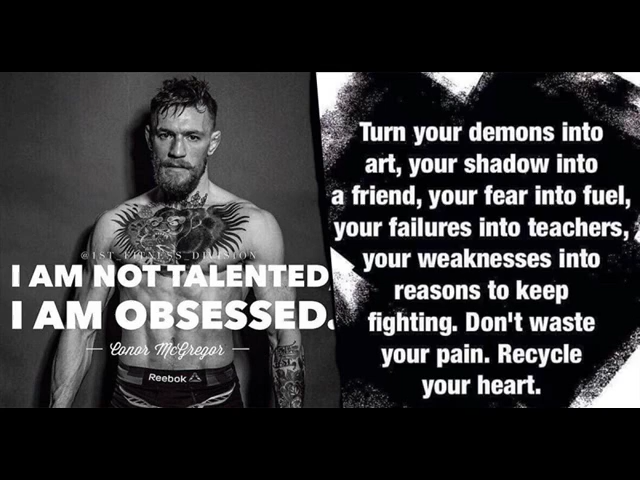 @1ST_FITNESS_DIVISION
I AM NOT TALENTED,
I AM OBSESSED.
Conor McGregor
Reebok
Turn your demons into
art, your shadow into
a friend, your fear into fuel,
your failures into teachers,
your weaknesses into
reasons to keep
fighting. Don't waste
your pain. Recycle
your heart.